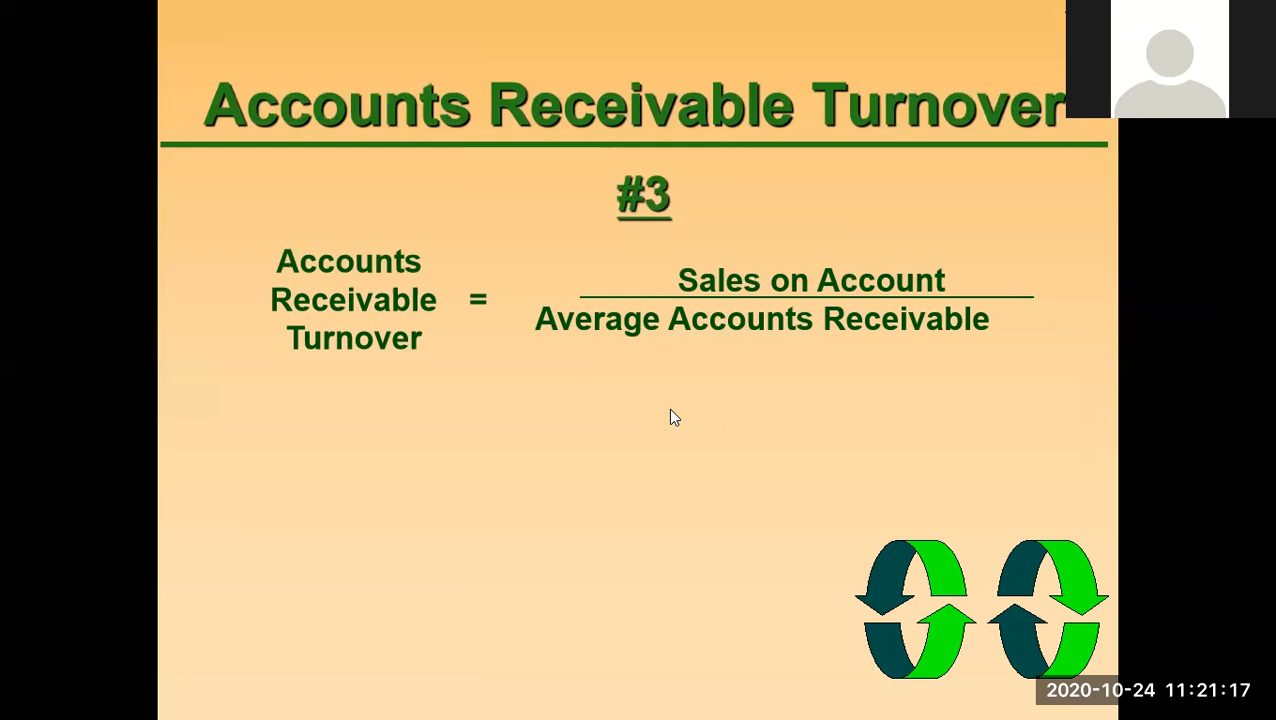 Accounts Receivable Turnover
#3
Accounts
Receivable
Turnover
=
Sales on Account
Average Accounts Receivable
2020-10-24 11:21:17